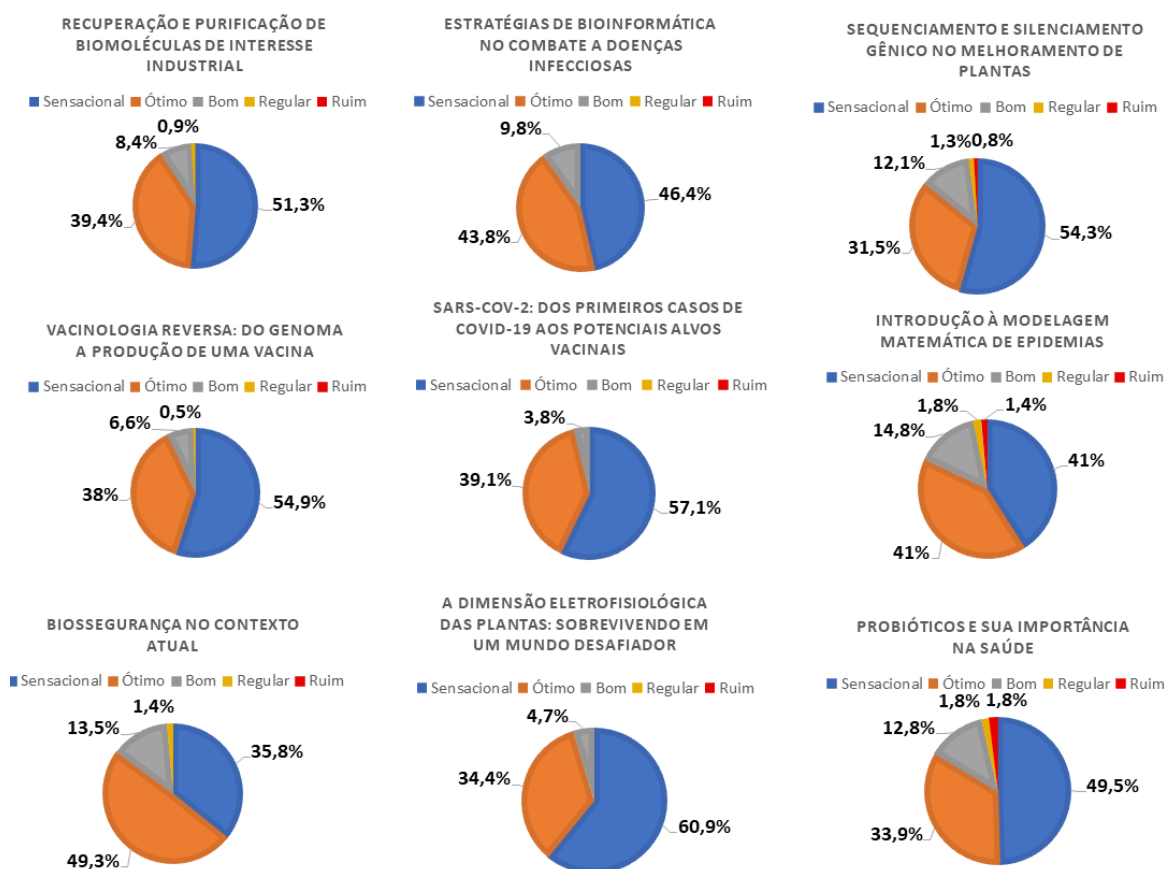 RECUPERAÇÃO E PURIFICAÇÃO DE
BIOMOLÉCULAS DE INTERESSE
INDUSTRIAL
Sensacional Ótimo Bom Regular Ruim
0,9%
8,4%
39,4%
51,3%
ESTRATÉGIAS DE BIOINFORMÁTICA
NO COMBATE A DOENÇAS
INFECCIOSAS
Sensacional Ótimo Bom Regular Ruim
9,8%
46,4%
43,8%
SEQUENCIAMENTO E SILENCIAMENTO
GÊNICO NO MELHORAMENTO DE
PLANTAS
Sensacional Ótimo Bom Regular Ruim
1,3% 0,8%
12,1%
31,5%
54,3%
VACINOLOGIA REVERSA: DO GENOMA
A PRODUÇÃO DE UMA VACINA
Sensacional Ótimo Bom Regular Ruim
0,5%
6,6%
38%
54,9%
SARS-COV-2: DOS PRIMEIROS CASOS DE
COVID-19 AOS POTENCIAIS ALVOS
VACINAIS
Sensacional Ótimo Bom Regular Ruim
3,8%
39,1%
57,1%
INTRODUÇÃO À MODELAGEM
MATEMÁTICA DE EPIDEMIAS
Sensacional Ótimo Bom Regular Ruim
1,8% 1,4%
14,8%
41%
41%
BIOSSEGURANÇA NO CONTEXTO
ATUAL
Sensacional Ótimo Bom Regular Ruim
1,4%
13,5%
35,8%
49,3%
A DIMENSÃO ELETROFISIOLÓGICA
DAS PLANTAS: SOBREVIVENDO EM
UM MUNDO DESAFIADOR
Sensacional Ótimo Bom Regular Ruim
4,7%
34,4%
60,9%
PROBIÓTICOS E SUA IMPORTÂNCIA
NA SAÚDE
Sensacional Ótimo Bom Regular Ruim
1,8% 1,8%
12,8%
49,5%
33,9%